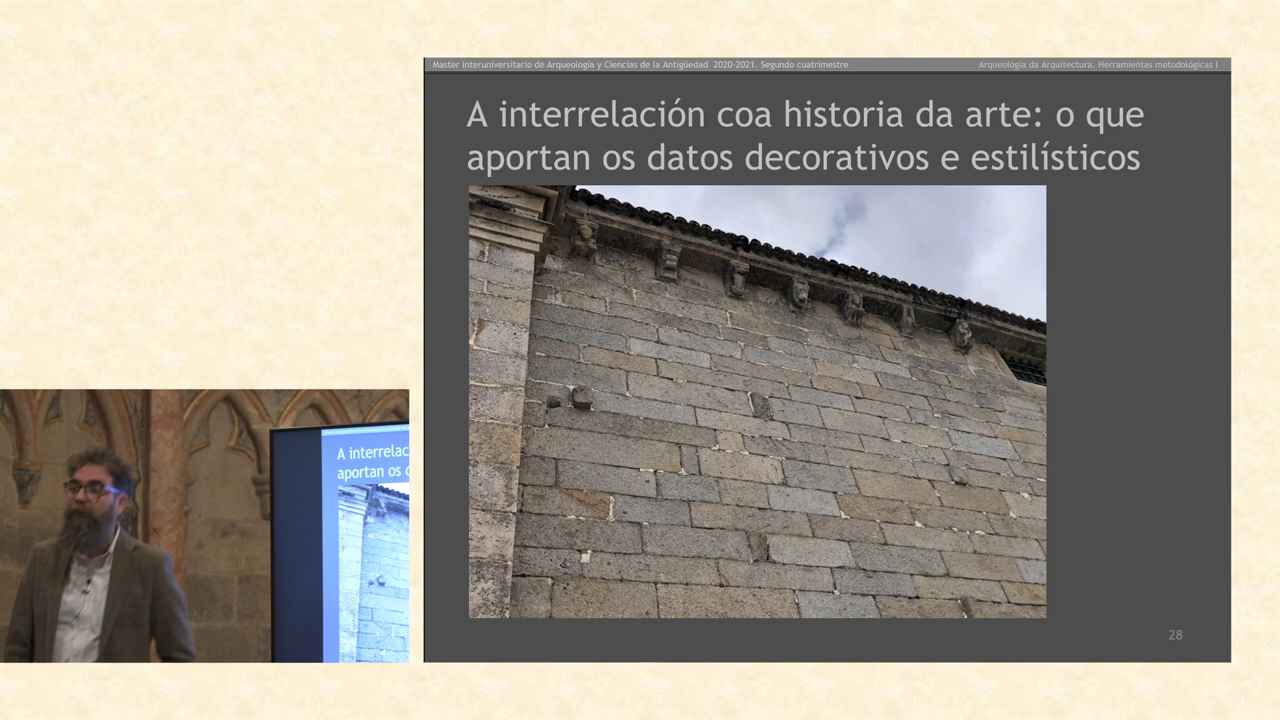 Master Interuniversitario de Arqueología y Ciencias de la Antigüedad 2020-2021. Segundo cuatrimestre
Arqueología da Arquitectura. Herramientas metodológicas I
A interrelación coa historia da arte: o que
aportan os datos decorativos e estilísticos
28
A interrelac
aportan os